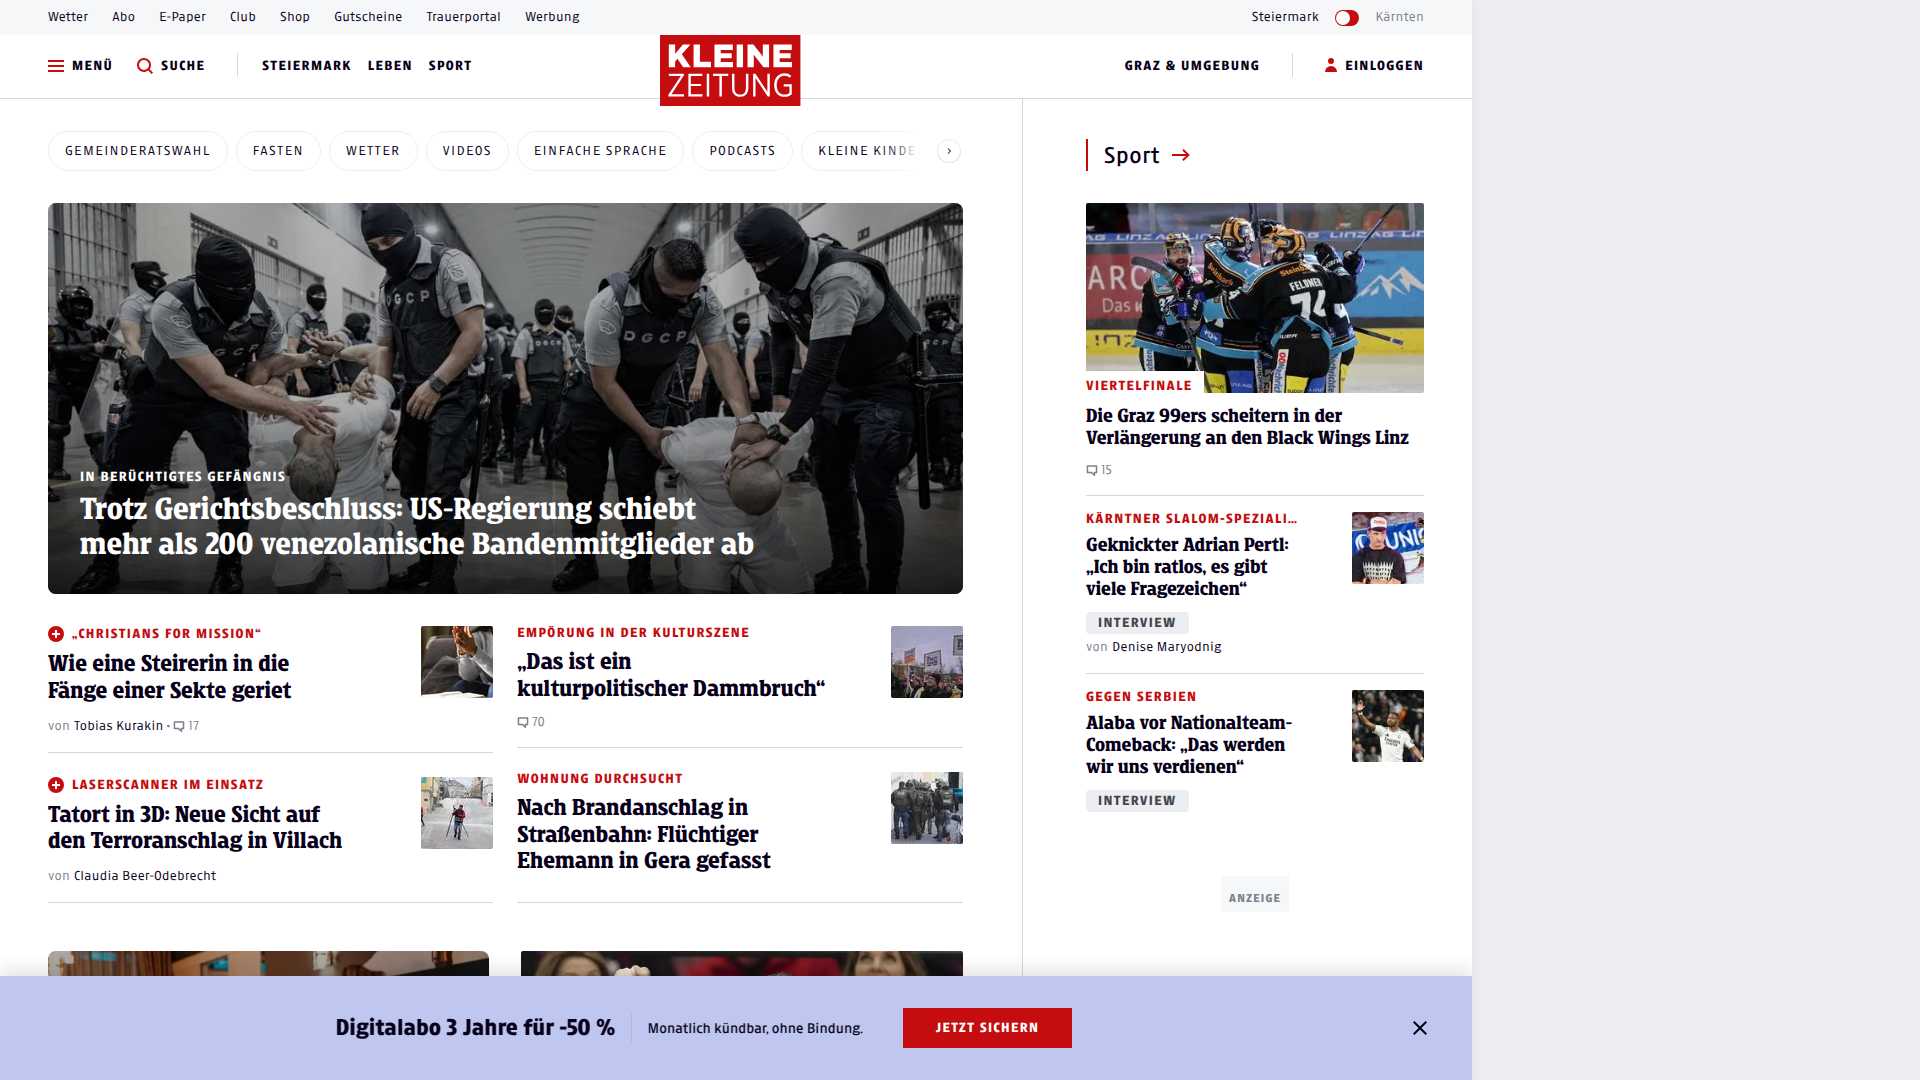 Wetter Abo E-Paper Club Shop Gutscheine Trauerportal Werbung Steiermark Kärnten
MENÜ SUCHE STEIERMARK LEBEN SPORT KLEINE ZEITUNG GRAZ & UMGEBUNG EINLOGGEN
GEMEINDERATSWAHL FASTEN WETTER VIDEOS EINFACHE SPRACHE PODCASTS KLEINE KINDE
IN BERÜCHTIGTES GEFÄNGNIS
Trotz Gerichtsbeschluss: US-Regierung schiebt
mehr als 200 venezolanische Bandenmitglieder ab
DGCP
DGCP
DGCP
„CHRISTIANS FOR MISSION“
Wie eine Steirerin in die
Fänge einer Sekte geriet
von Tobias Kurakin • 17
EMPÖRUNG IN DER KULTURSZENE
„Das ist ein
kulturpolitischer Dammbruch“
70
LASERSCANNER IM EINSATZ
Tatort in 3D: Neue Sicht auf
den Terroranschlag in Villach
von Claudia Beer-Odebrecht
WOHNUNG DURCHSUCHT
Nach Brandanschlag in
Straßenbahn: Flüchtiger
Ehemann in Gera gefasst
Sport
LINZ AG
FELDNER
74
VIERTELFINALE
Die Graz 99ers scheitern in der
Verlängerung an den Black Wings Linz
15
KÄRNTNER SLALOM-SPEZIALI...
Geknickter Adrian Pertl:
„Ich bin ratlos, es gibt
viele Fragezeichen“
INTERVIEW
von Denise Maryodnig
GEGEN SERBIEN
Alaba vor Nationalteam-
Comeback: „Das werden
wir uns verdienen“
INTERVIEW
ANZEIGE
Digitalabo 3 Jahre für -50 % Monatlich kündbar, ohne Bindung. JETZT SICHERN